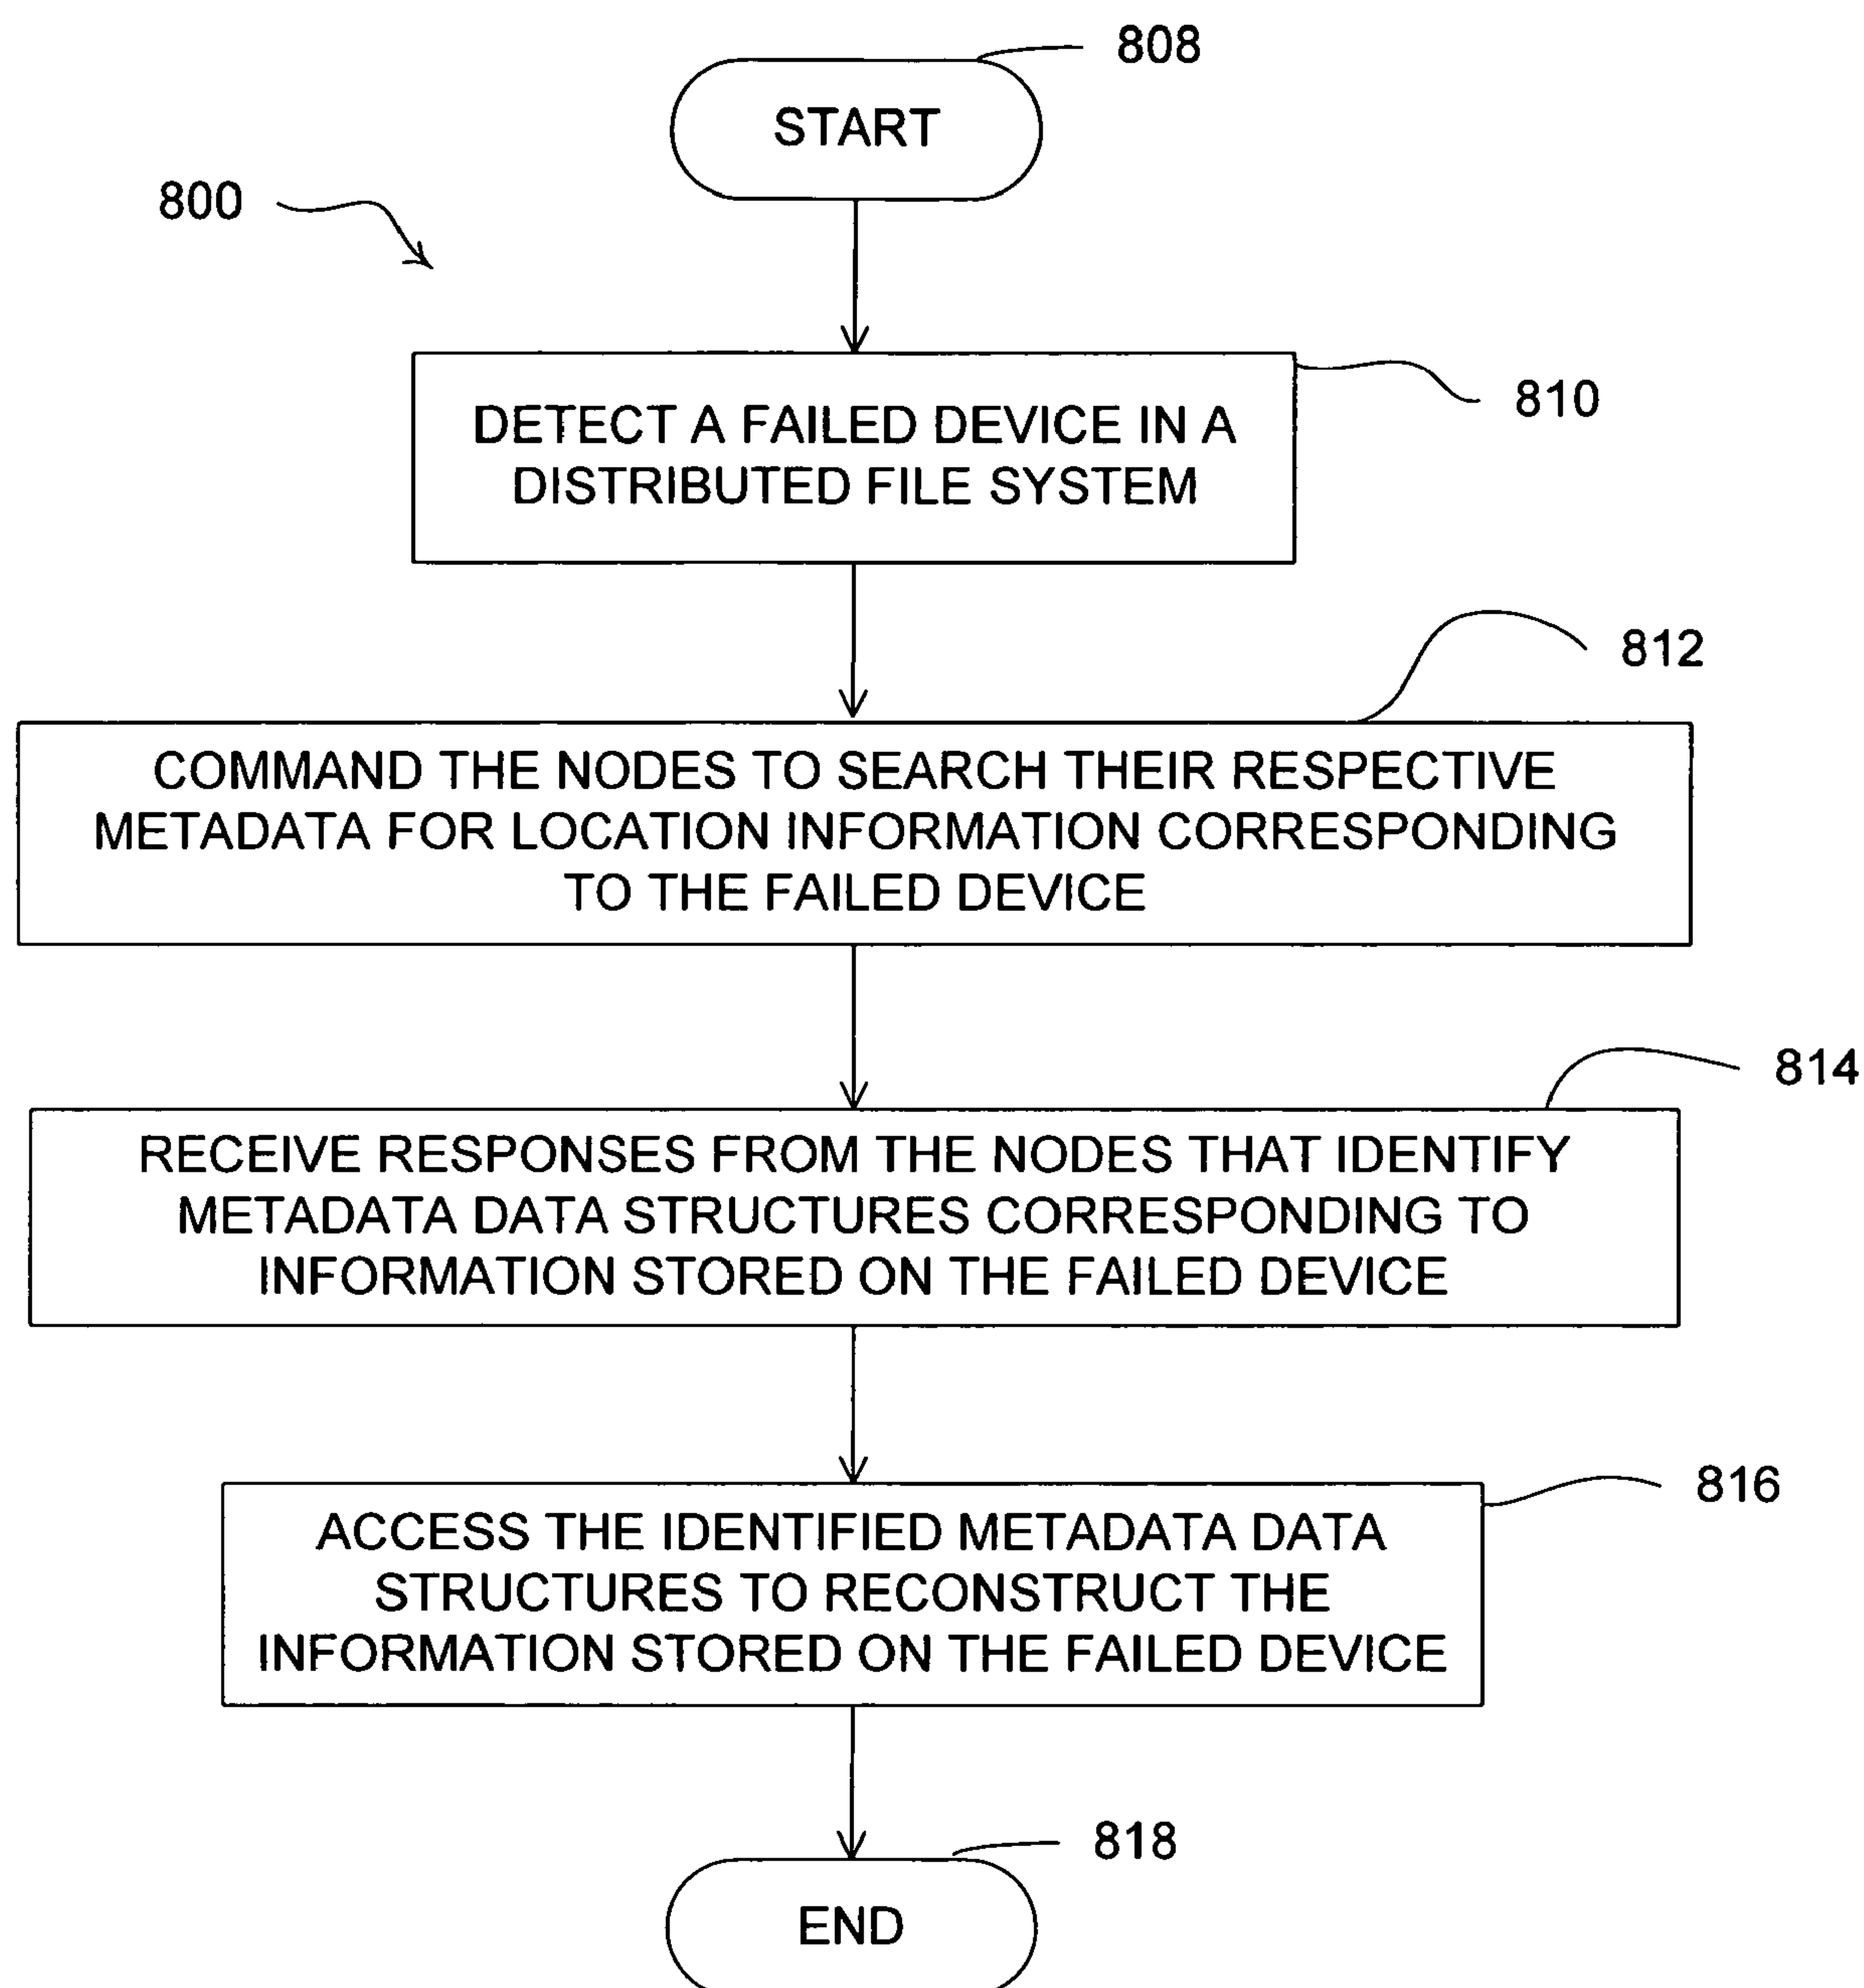 808
START
800
810
DETECT A FAILED DEVICE IN A
DISTRIBUTED FILE SYSTEM
812
COMMAND THE NODES TO SEARCH THEIR RESPECTIVE
METADATA FOR LOCATION INFORMATION CORRESPONDING
TO THE FAILED DEVICE
814
RECEIVE RESPONSES FROM THE NODES THAT IDENTIFY
METADATA DATA STRUCTURES CORRESPONDING TO
INFORMATION STORED ON THE FAILED DEVICE
816
ACCESS THE IDENTIFIED METADATA DATA
STRUCTURES TO RECONSTRUCT THE
INFORMATION STORED ON THE FAILED DEVICE
818
END